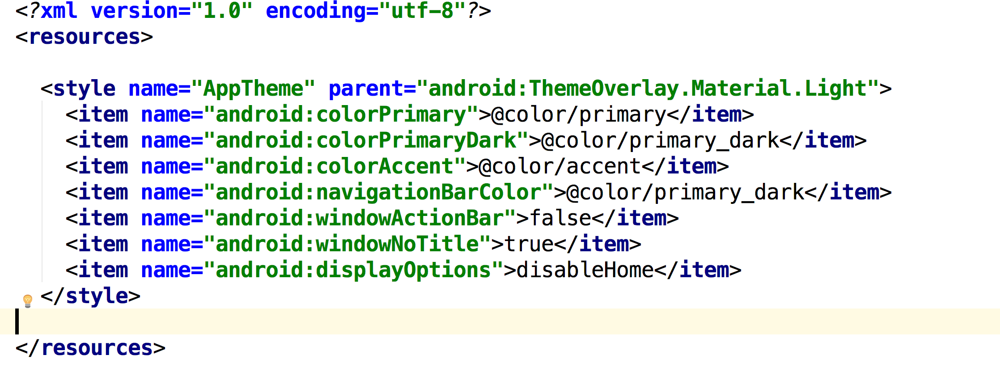 <?xml version="1.0" encoding="utf-8"?>
<resources>
<style name="AppTheme" parent="android:ThemeOverlay.Material.Light">
<item name="android:colorPrimary">@color/primary</item>
<item name="android:colorPrimaryDark">@color/primary_dark</item>
<item name="android:colorAccent">@color/accent</item>
<item name="android:navigationBarColor">@color/primary_dark</item>
<item name="android:windowActionBar">false</item>
<item name="android:windowNoTitle">true</item>
<item name="android:displayOptions">disableHome</item>
</style>
</resources>